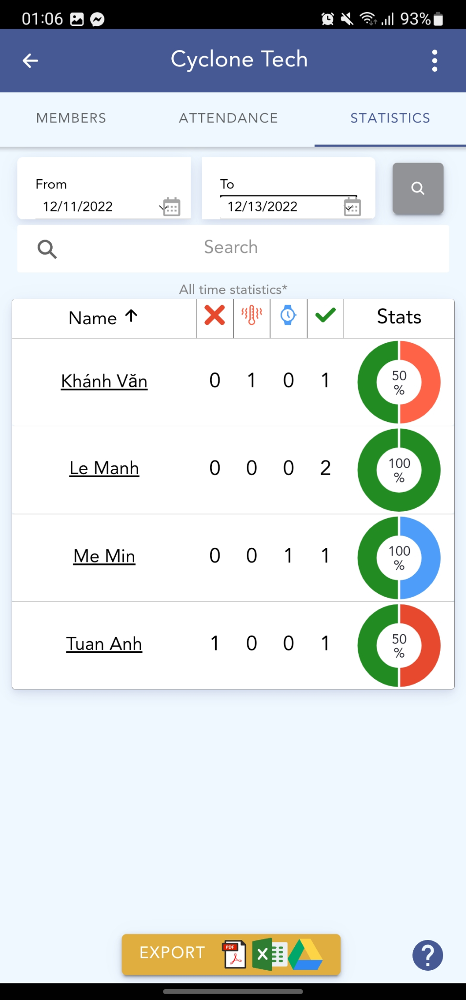 01:06 93%
Cyclone Tech
MEMBERS ATTENDANCE STATISTICS
From To
12/11/2022 12/13/2022
Search
All time statistics*
Name ↑ Stats
Khánh Văn 0 1 0 1 50 %
Le Manh 0 0 0 2 100 %
Me Min 0 0 1 1 100 %
Tuan Anh 1 0 0 1 50 %
EXPORT PDF X ?